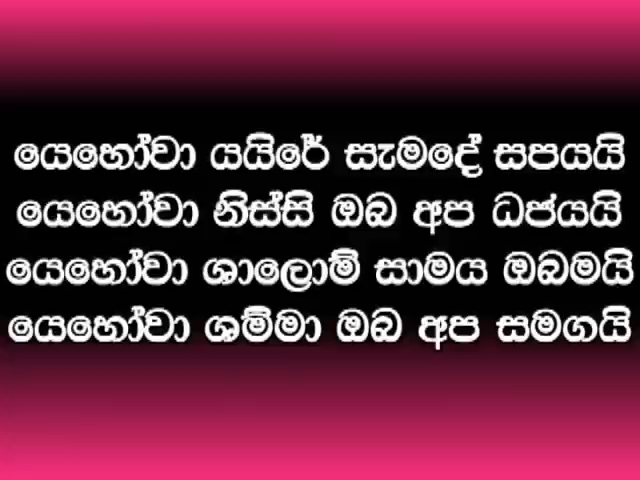 යෙහෝවා යයිරේ සැමදේ සපයයි
යෙහෝවා නිස්සි ඔබ අප ධජයයි
යෙහෝවා ශාලොම් සාමය ඔබමයි
යෙහෝවා ශම්මා ඔබ අප සමගයි